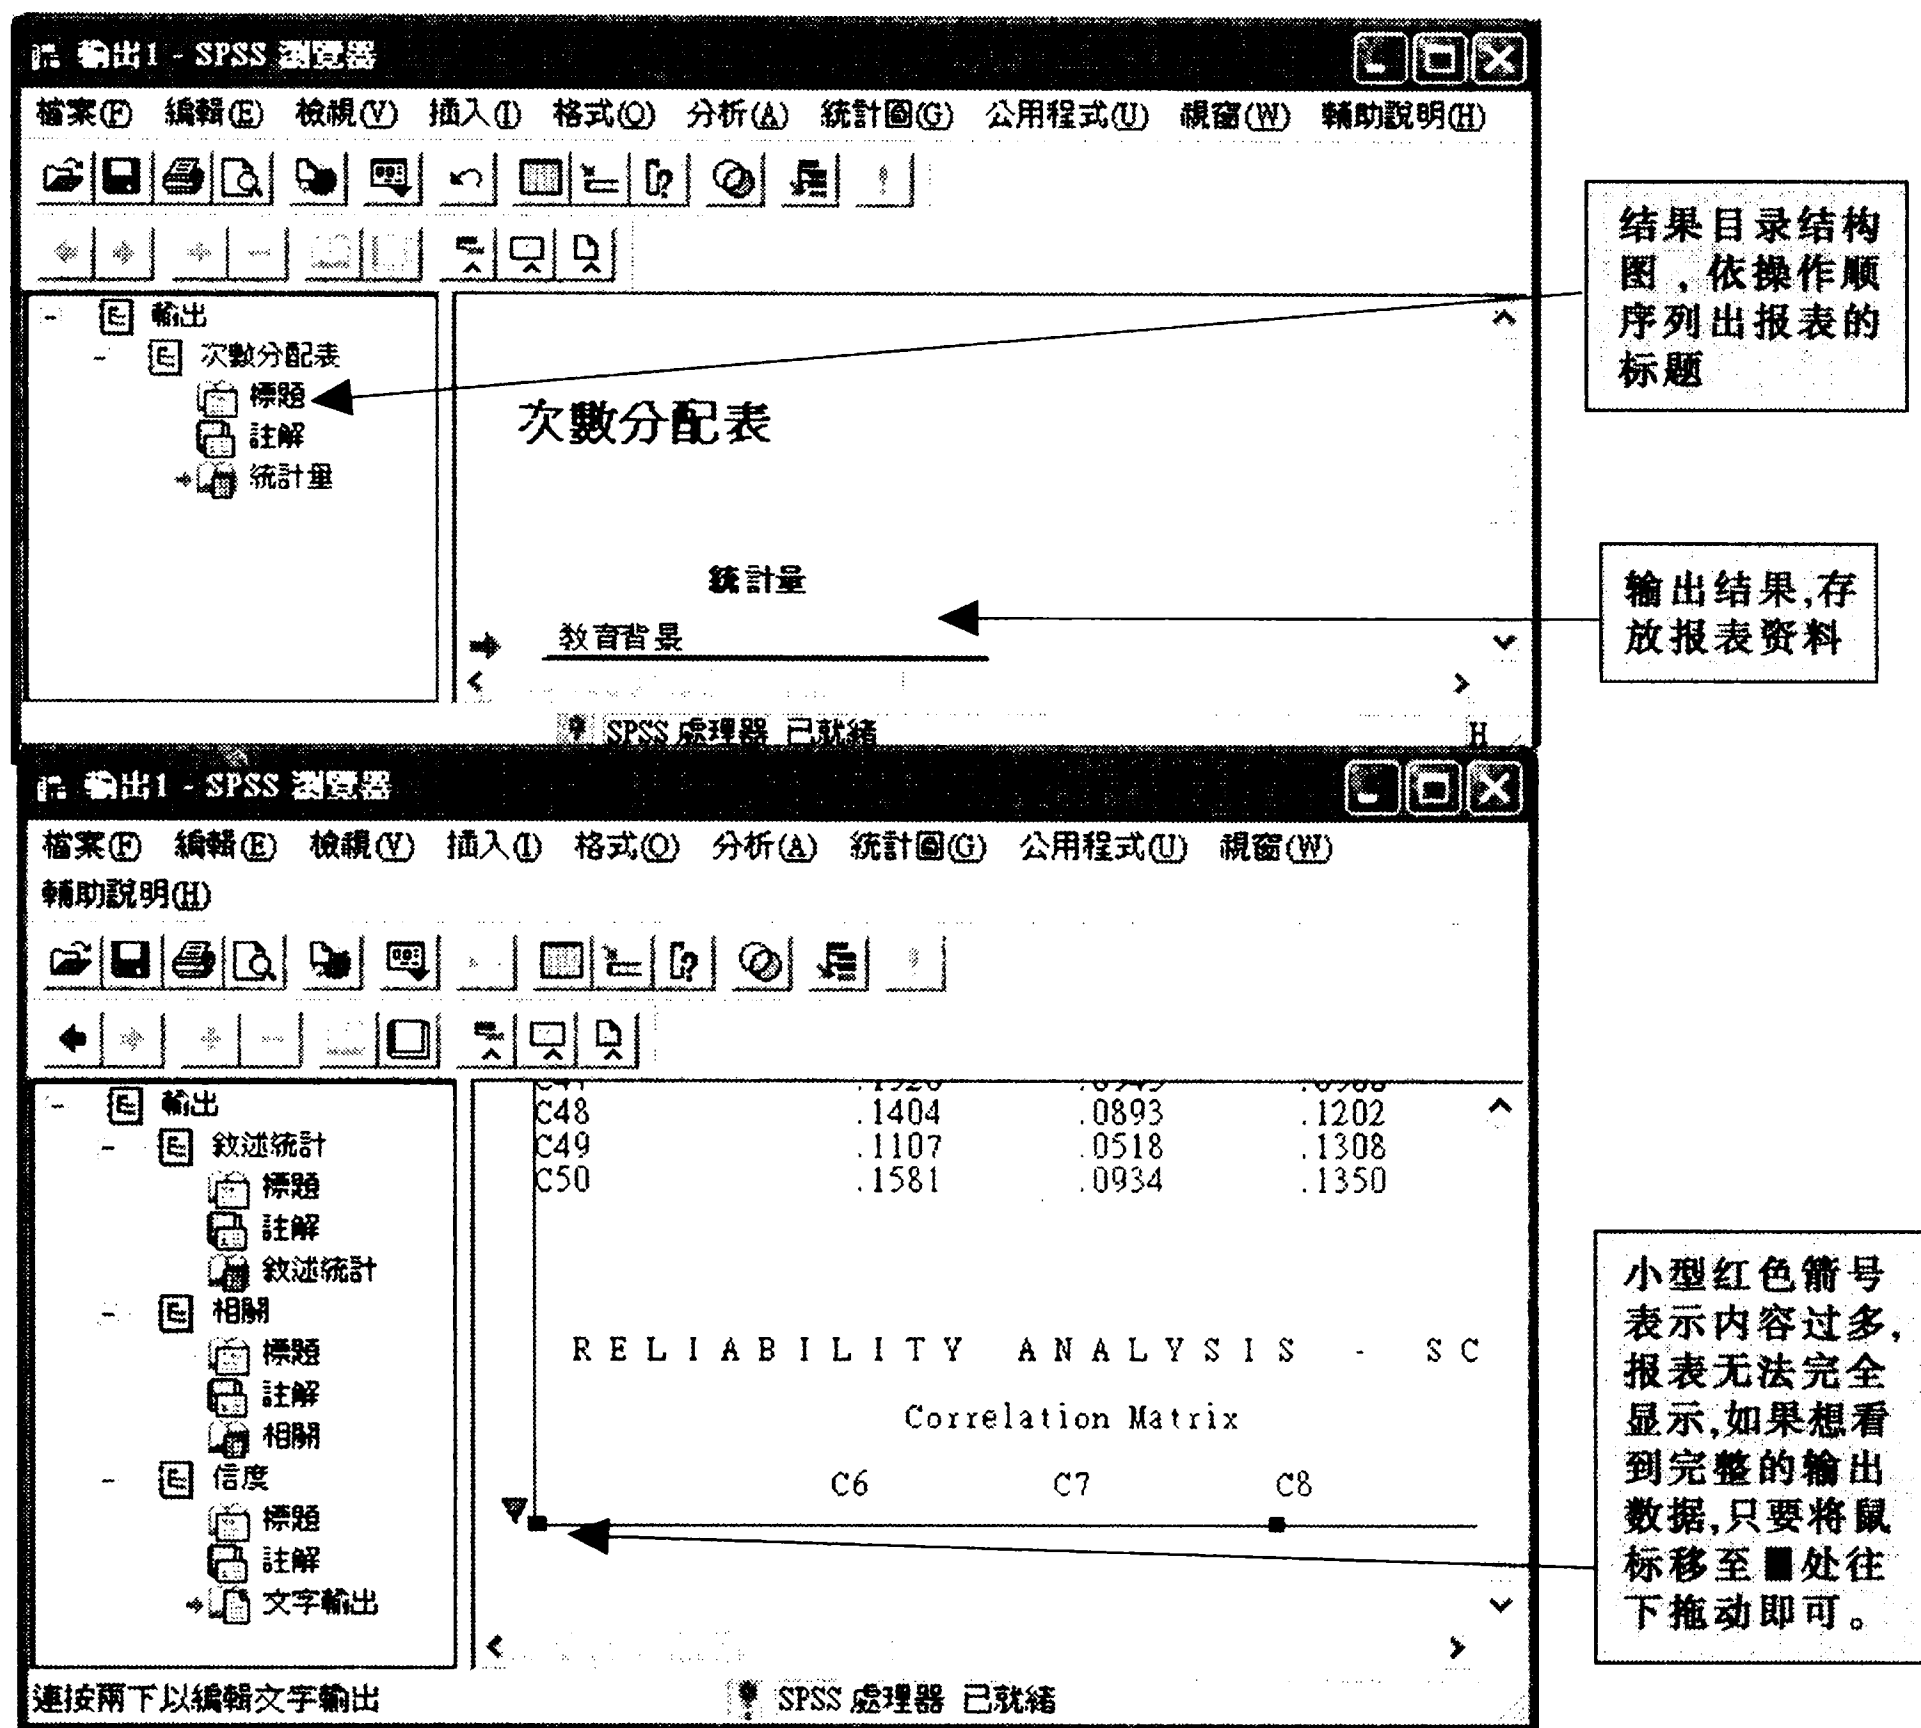 輸出1 - SPSS 瀏覽器
檔案(F) 編輯(E) 檢視(V) 插入(I) 格式(O) 分析(A) 統計圖(G) 公用程式(U) 視窗(W) 輔助說明(H)
輸出
次數分配表
標題
註解
統計量
次數分配表
統計量
教育背景
SPSS 處理器 已就緒
H
结果目录结构
图，依操作顺
序列出报表的
标题
输出结果,存
放报表资料
輸出1 - SPSS 瀏覽器
檔案(F) 編輯(E) 檢視(V) 插入(I) 格式(O) 分析(A) 統計圖(G) 公用程式(U) 視窗(W)
輔助說明(H)
輸出
敘述統計
標題
註解
敘述統計
相關
標題
註解
相關
信度
標題
註解
文字輸出
C48 .1404 .0893 .1202
C49 .1107 .0518 .1308
C50 .1581 .0934 .1350
R E L I A B I L I T Y A N A L Y S I S - S C
Correlation Matrix
C6 C7 C8
連按兩下以編輯文字輸出
SPSS 處理器 已就緒
小型红色箭号
表示内容过多,
报表无法完全
显示,如果想看
到完整的输出
数据,只要将鼠
标移至■处往
下拖动即可。